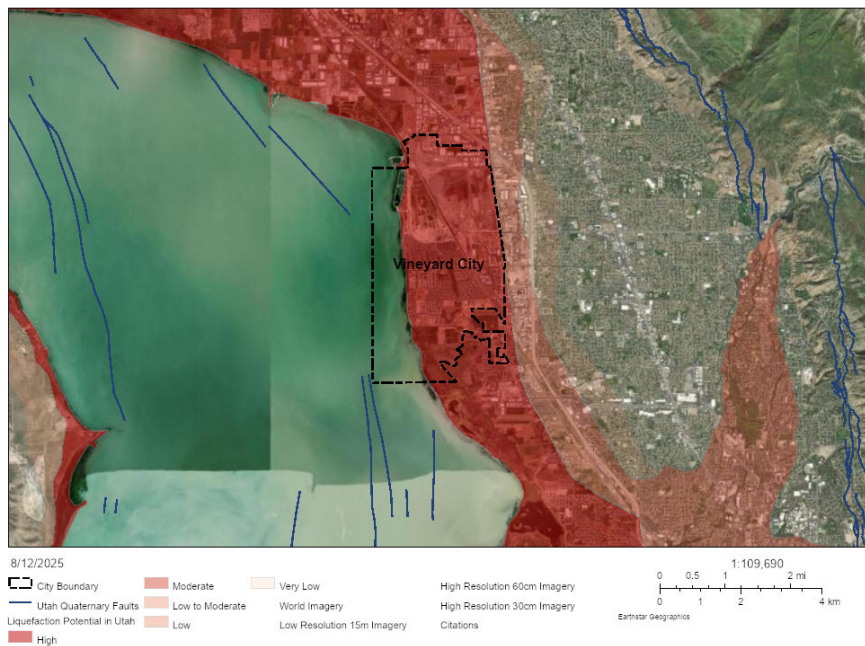 Vineyard City
8/12/2025
1:109,690
City Boundary
Utah Quaternary Faults
Liquefaction Potential in Utah
High
Moderate
Low to Moderate
Low
Very Low
World Imagery
Low Resolution 15m Imagery
High Resolution 60cm Imagery
High Resolution 30cm Imagery
Citations
0 0.5 1 2 mi
0 1 2 4 km
Earthstar Geographics